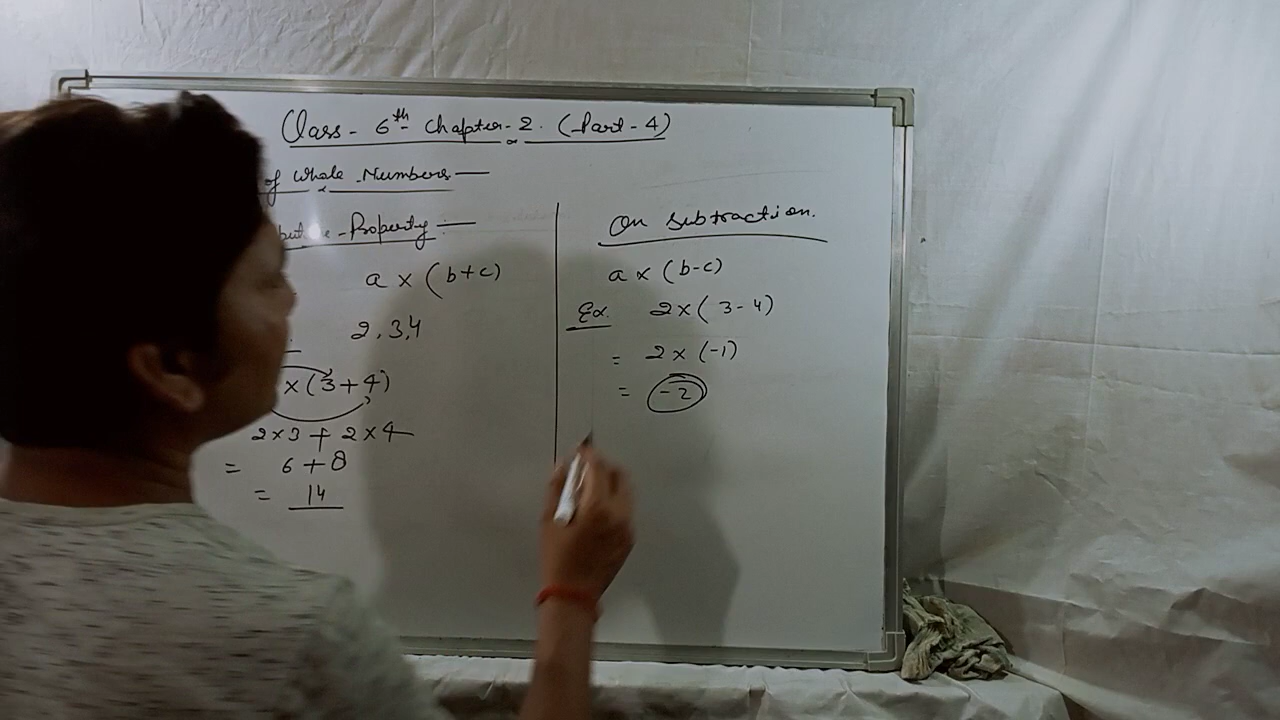 Class - 6th Chapter - 2. (Part - 4)
of Whole Numbers —
Property :—
a × (b+c)
2,3,4
×(3+4)
2×3 + 2×4
= 6+8
= 14
On subtraction.
a × (b-c)
Ex. 2×( 3-4)
= 2 × (-1)
= -2